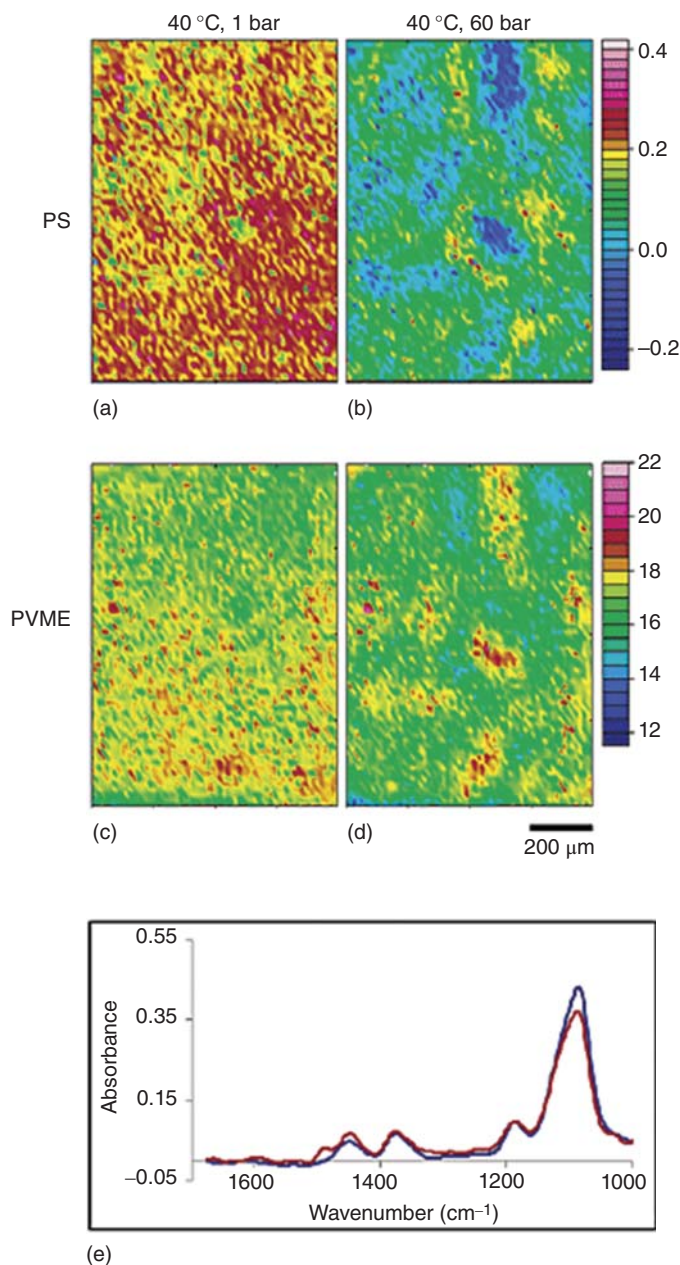 40 °C, 1 bar
40 °C, 60 bar
PS
0.4
0.2
0.0
–0.2
(a)
(b)
PVME
22
20
18
16
14
12
(c)
(d)
200 μm
0.55
0.35
0.15
–0.05
Absorbance
1600
1400
1200
1000
Wavenumber (cm⁻¹)
(e)